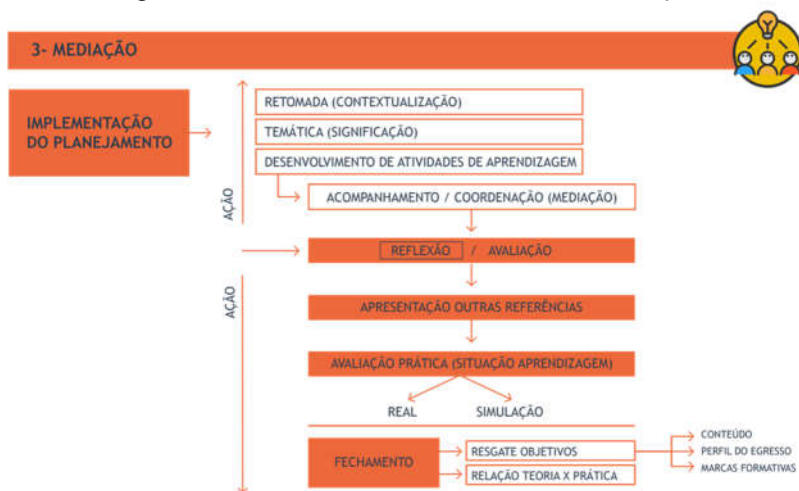 3- MEDIAÇÃO
IMPLEMENTAÇÃO
DO PLANEJAMENTO
AÇÃO
RETOMADA (CONTEXTUALIZAÇÃO)
TEMÁTICA (SIGNIFICAÇÃO)
DESENVOLVIMENTO DE ATIVIDADES DE APRENDIZAGEM
ACOMPANHAMENTO / COORDENAÇÃO (MEDIAÇÃO)
REFLEXÃO / AVALIAÇÃO
AÇÃO
APRESENTAÇÃO OUTRAS REFERÊNCIAS
AVALIAÇÃO PRÁTICA (SITUAÇÃO APRENDIZAGEM)
REAL SIMULAÇÃO
FECHAMENTO
RESGATE OBJETIVOS
RELAÇÃO TEORIA X PRÁTICA
CONTEÚDO
PERFIL DO EGRESSO
MARCAS FORMATIVAS